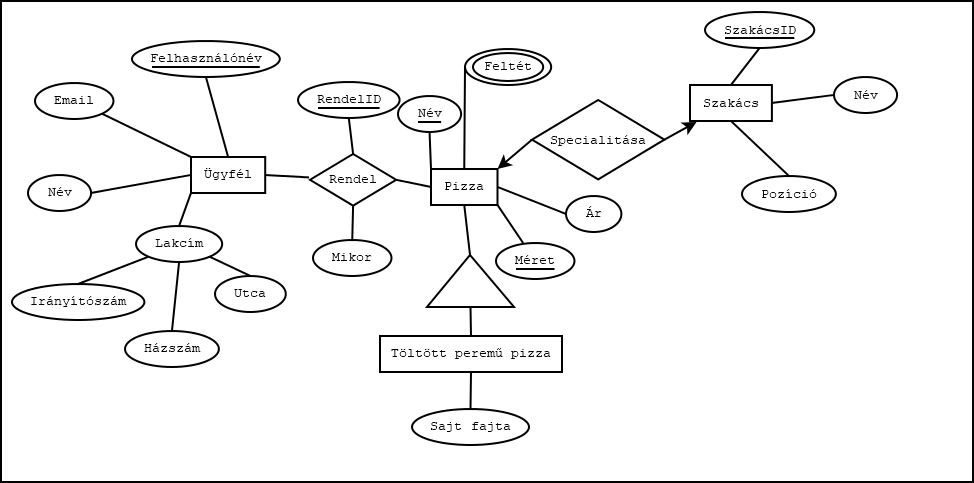 SzakácsID
Felhasználónév
Feltét
Email
RendelID
Név
Név
Szakács
Specialitása
Ügyfél
Rendel
Pizza
Név
Pozíció
Ár
Lakcím
Mikor
Méret
Irányítószám
Utca
Házszám
Töltött peremű pizza
Sajt fajta